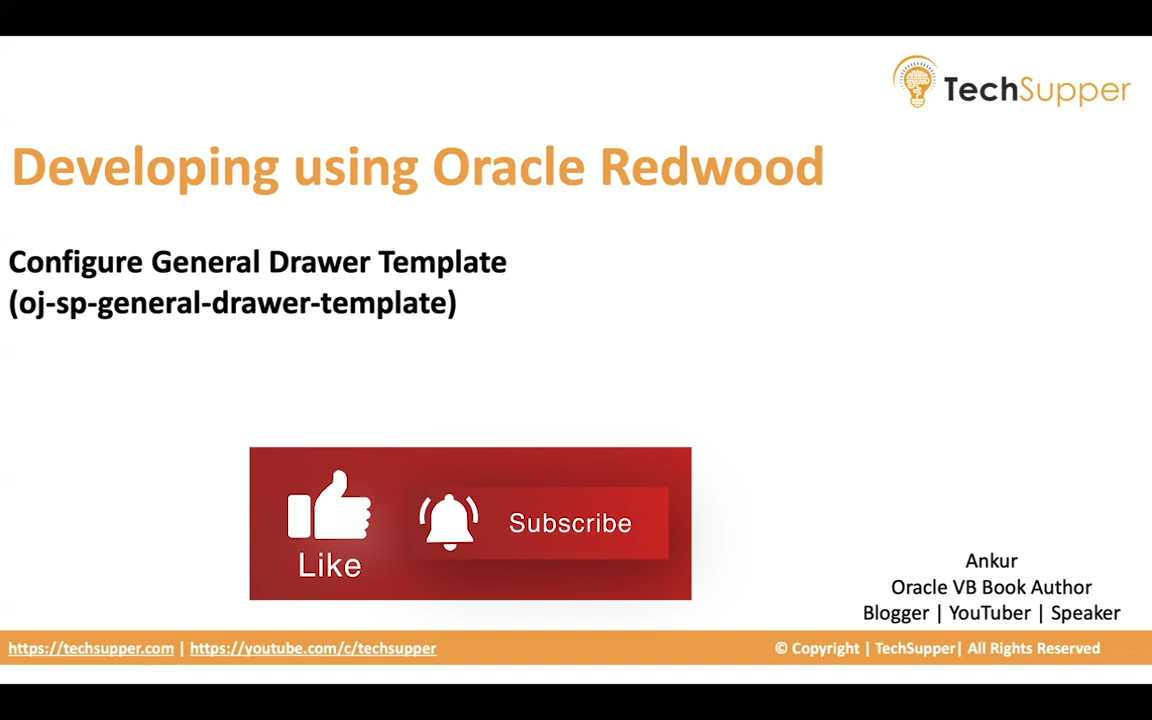 TechSupper
Developing using Oracle Redwood
Configure General Drawer Template
(oj-sp-general-drawer-template)
Like
Subscribe
Ankur
Oracle VB Book Author
Blogger | YouTuber | Speaker
https://techsupper.com | https://youtube.com/c/techsupper
© Copyright | TechSupper| All Rights Reserved